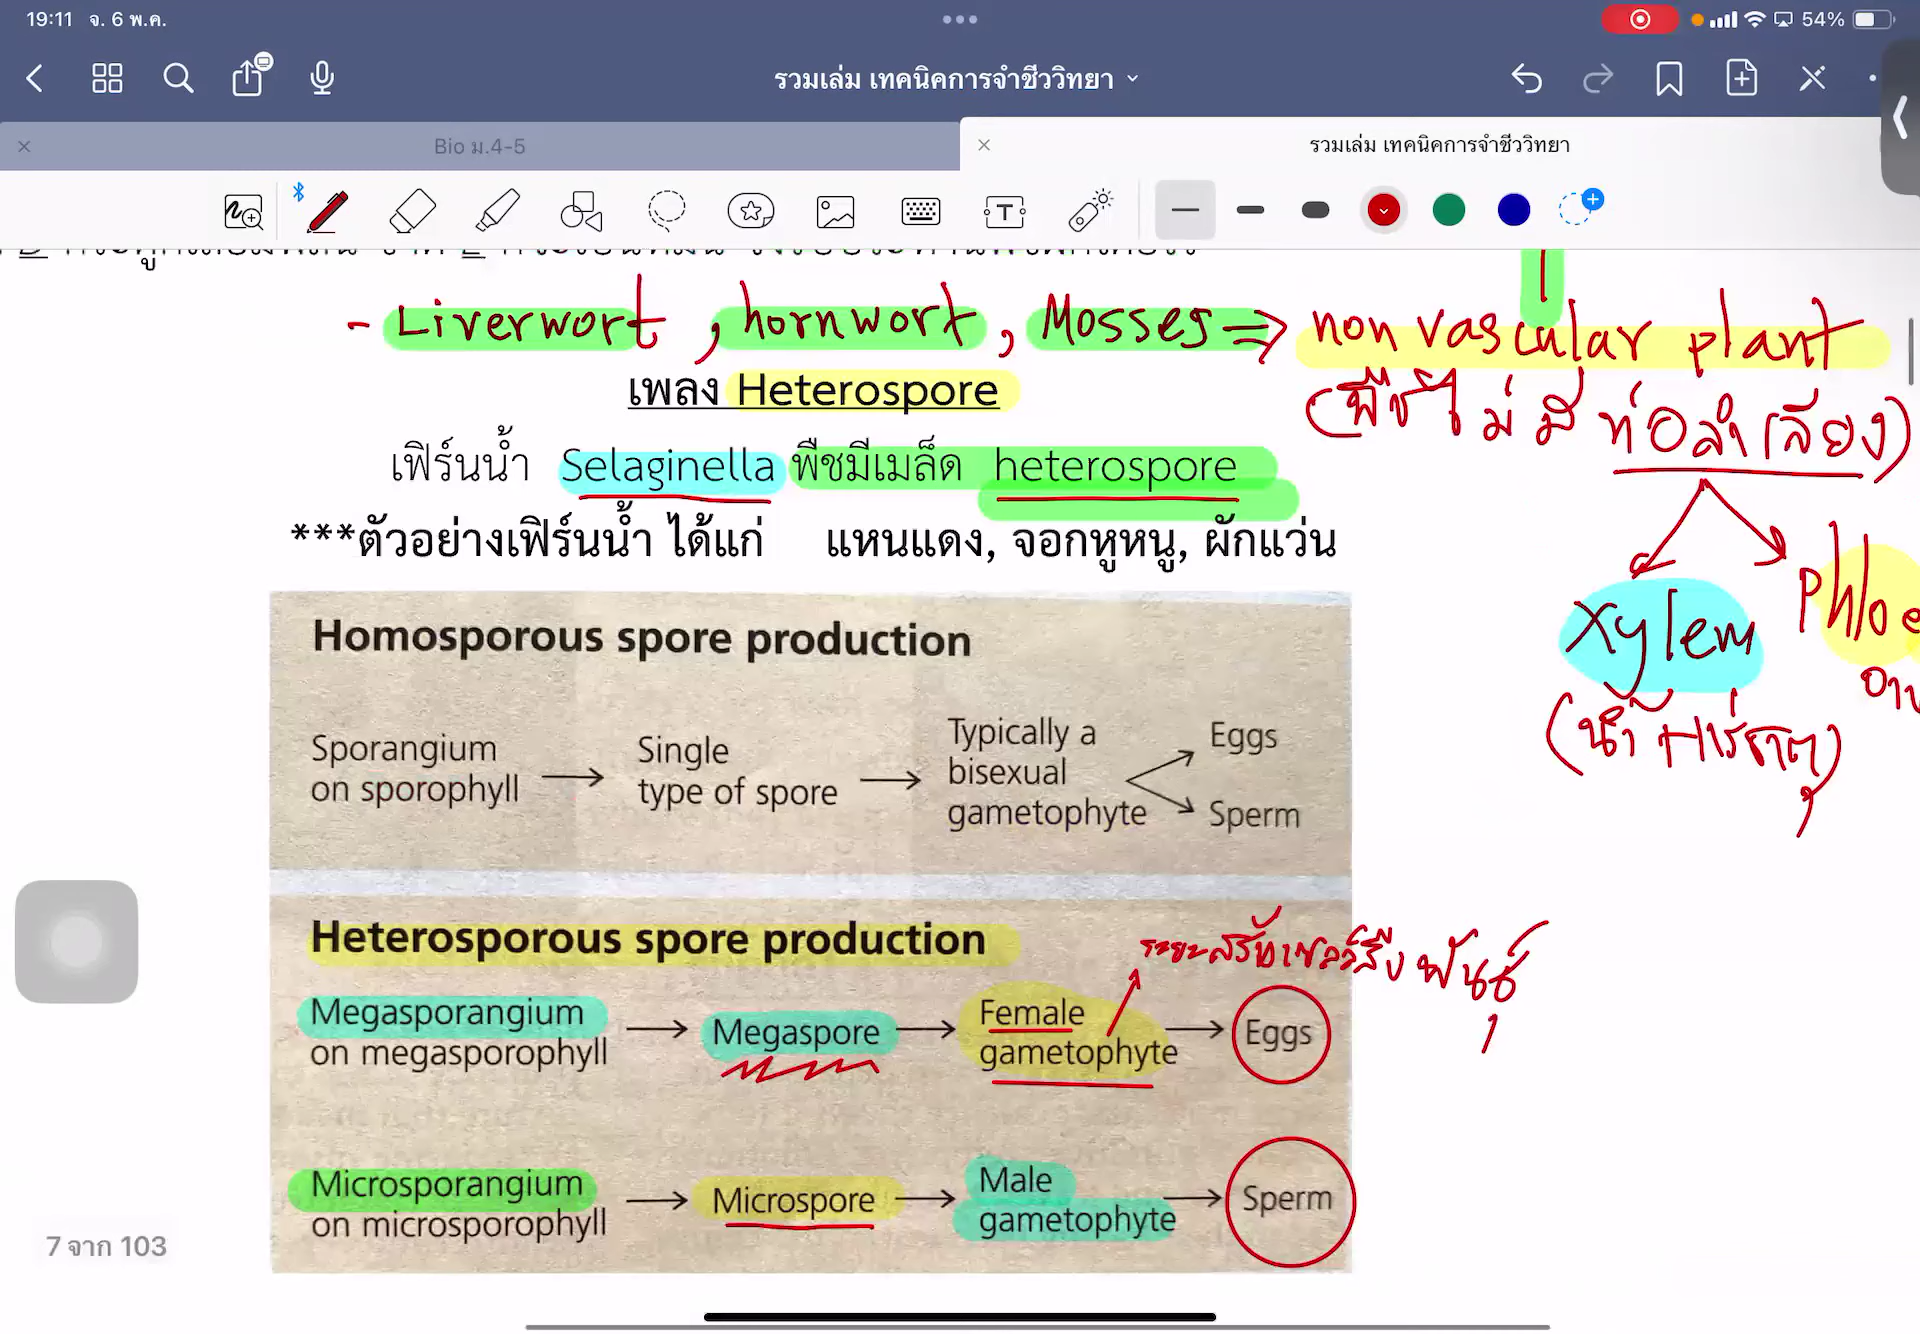 19:11 จ. 6 พ.ค.
54%
รวมเล่ม เทคนิคการจำชีววิทยา
Bio ม.4-5
รวมเล่ม เทคนิคการจำชีววิทยา
- Liverwort , hornwort , Mosses ⇒ non vascular plant
(พืชไม่มีท่อลำเลียง)
เพลง Heterospore
เฟิร์นน้ำ Selaginella พืชมีเมล็ด heterospore
***ตัวอย่างเฟิร์นน้ำ ได้แก่ แหนแดง, จอกหูหนู, ผักแว่น
Xylem
Phloe
(น้ำ แร่ธาตุ)
Homosporous spore production
Sporangium
on sporophyll
Single
type of spore
Typically a
bisexual
gametophyte
Eggs
Sperm
Heterosporous spore production
ระยะสร้างเซลล์สืบพันธุ์
Megasporangium
on megasporophyll
Megaspore
Female
gametophyte
Eggs
Microsporangium
on microsporophyll
Microspore
Male
gametophyte
Sperm
7 จาก 103